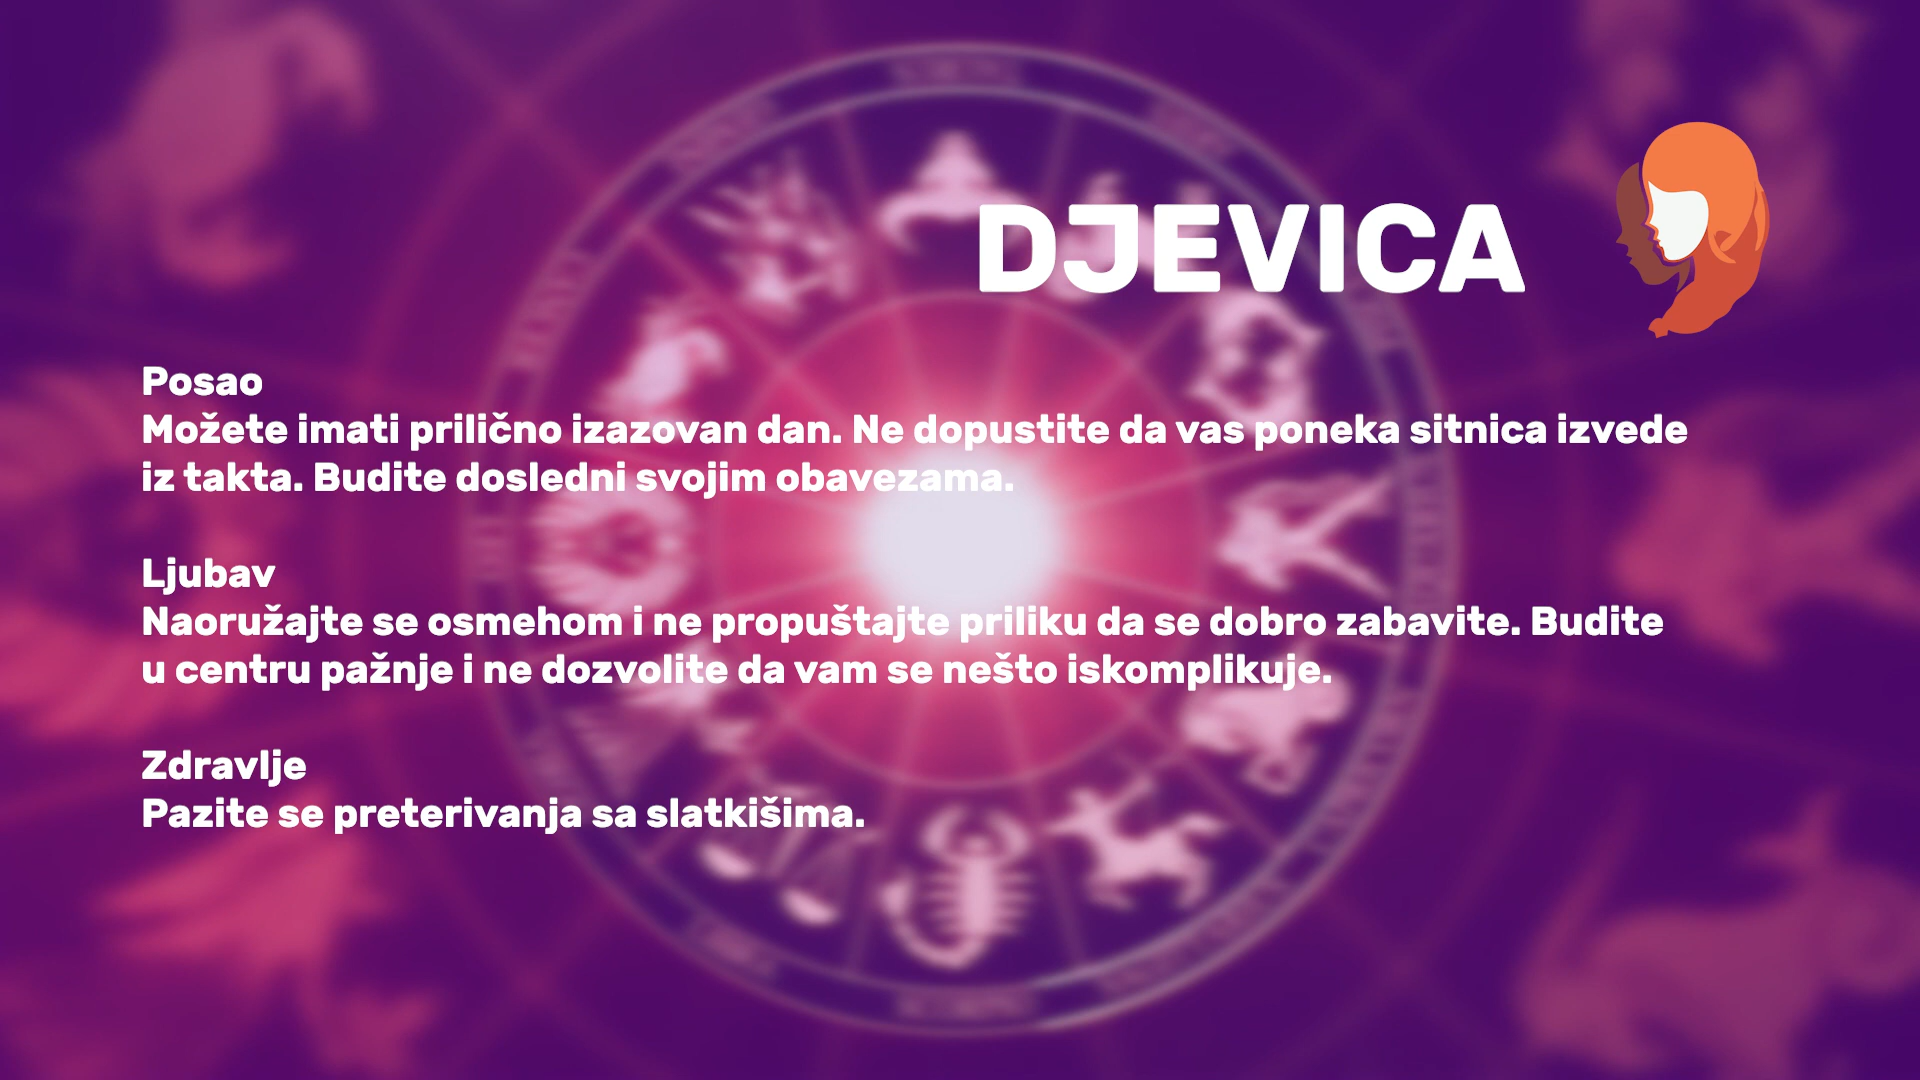 DJEVICA
Posao
Možete imati prilično izazovan dan. Ne dopustite da vas poneka sitnica izvede
iz takta. Budite dosledni svojim obavezama.
Ljubav
Naoružajte se osmehom i ne propuštajte priliku da se dobro zabavite. Budite
u centru pažnje i ne dozvolite da vam se nešto iskomplikuje.
Zdravlje
Pazite se preterivanja sa slatkišima.